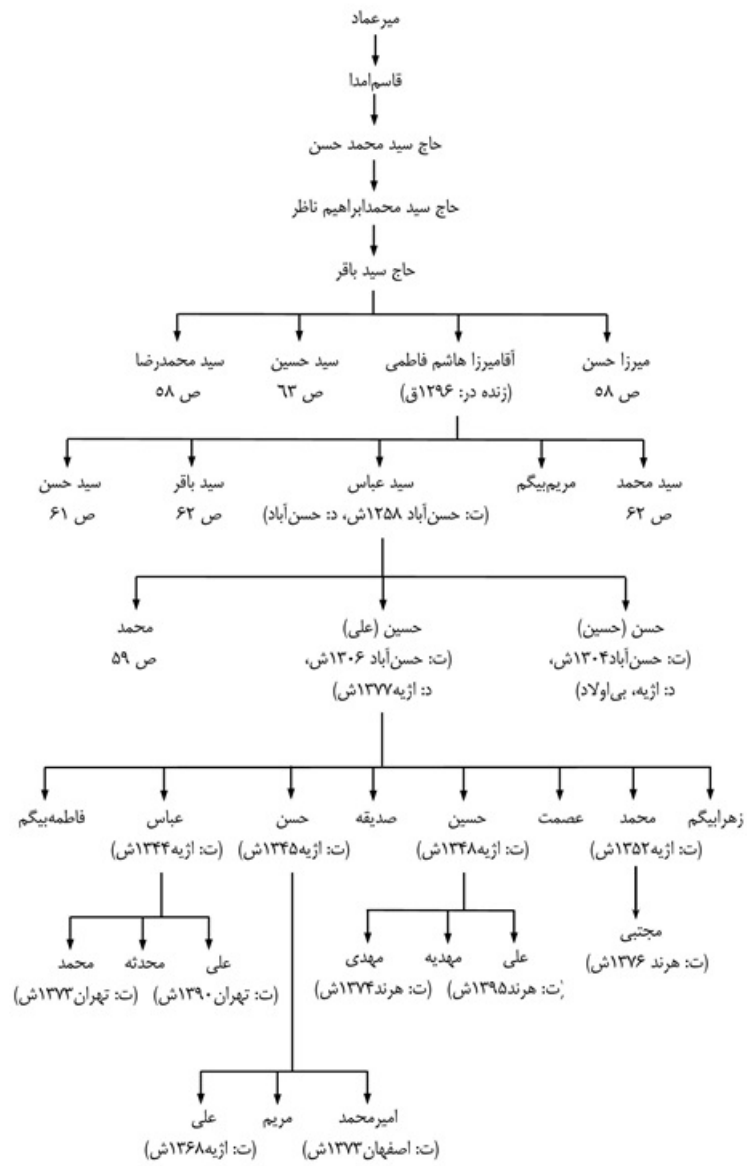 میرعماد
قاسم‌امدا
حاج سید محمد حسن
حاج سید محمدابراهیم ناظر
حاج سید باقر
میرزا حسن
ص ۵۸
آقامیرزا هاشم فاطمی
(زنده در: ۱۲۹۶ق)
سید حسین
ص ۶۳
سید محمدرضا
ص ۵۸
سید محمد
ص ۶۲
مریم‌بیگم
سید عباس
(ت: حسن‌آباد ۱۲۵۸ش، د: حسن‌آباد)
سید باقر
ص ۶۲
سید حسن
ص ۶۱
حسن (حسین)
(ت: حسن‌آباد۱۳۰۴ش،
د: اژیه، بی‌اولاد)
حسین (علی)
(ت: حسن‌آباد ۱۳۰۶ش،
د: اژیه۱۳۷۷ش)
محمد
ص ۵۹
زهرابیگم
محمد
(ت: اژیه۱۳۵۲ش)
عصمت
حسین
(ت: اژیه۱۳۴۸ش)
صدیقه
حسن
(ت: اژیه۱۳۴۵ش)
عباس
(ت: اژیه۱۳۴۴ش)
فاطمه‌بیگم
مجتبی
(ت: هرند ۱۳۷۶ش)
علی
(ت: هرند۱۳۹۵ش)
مهدیه
مهدی
(ت: هرند۱۳۷۴ش)
علی
(ت: تهران۱۳۹۰ش)
محدثه
محمد
(ت: تهران۱۳۷۳ش)
امیرمحمد
(ت: اصفهان۱۳۷۳ش)
مریم
علی
(ت: اژیه۱۳۶۸ش)